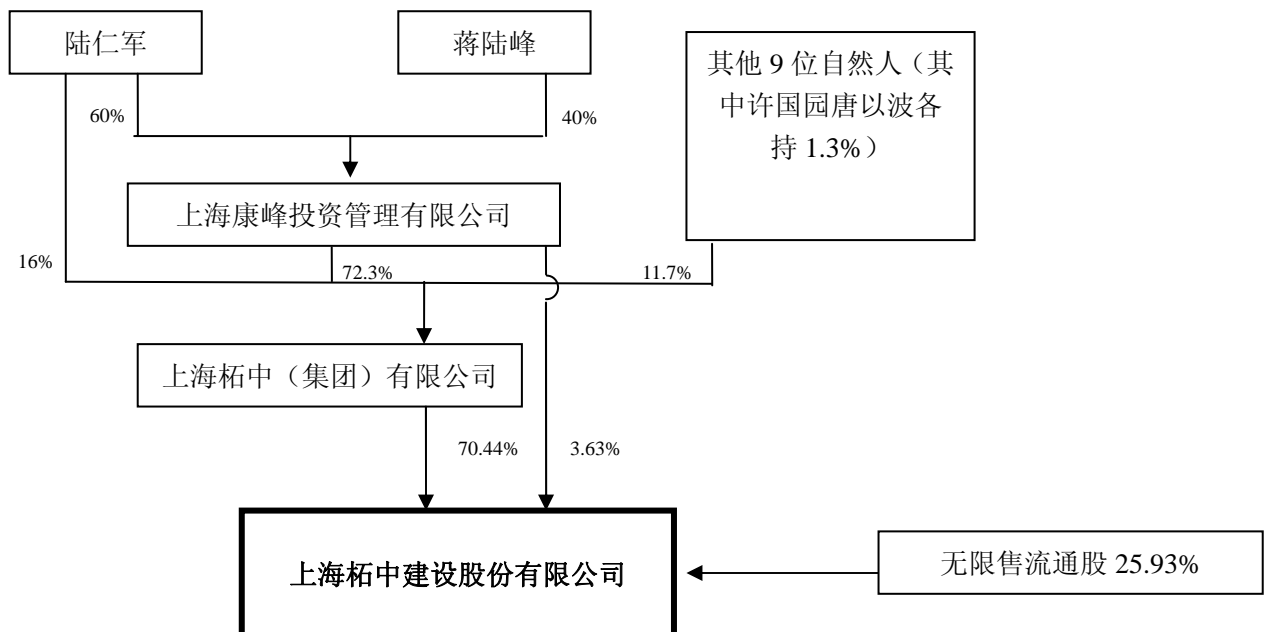 陆仁军
蒋陆峰
其他 9 位自然人（其
中许国园唐以波各
持 1.3%）
60%
40%
上海康峰投资管理有限公司
16%
72.3%
11.7%
上海柘中（集团）有限公司
70.44%
3.63%
上海柘中建设股份有限公司
无限售流通股 25.93%